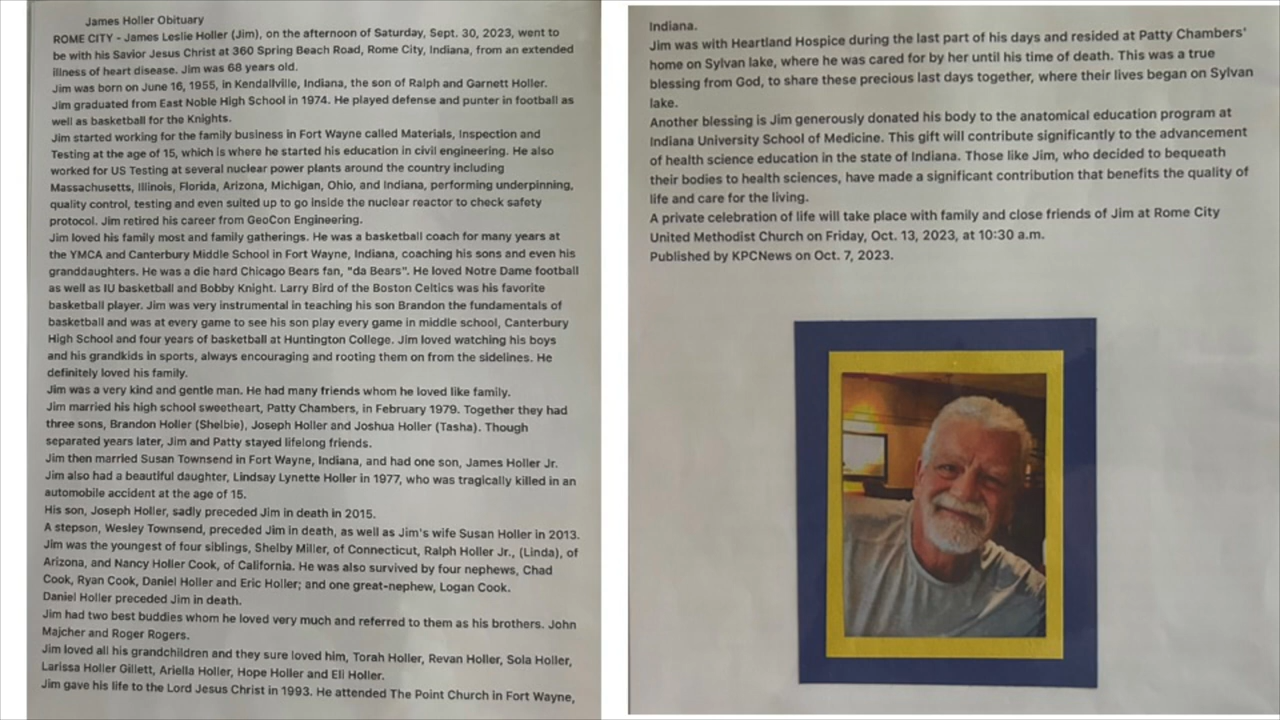 James Holler Obituary
ROME CITY - James Leslie Holler (Jim), on the afternoon of Saturday, Sept. 30, 2023, went to
be with his Savior Jesus Christ at 360 Spring Beach Road, Rome City, Indiana, from an extended
illness of heart disease. Jim was 68 years old.
Jim was born on June 16, 1955, in Kendallville, Indiana, the son of Ralph and Garnett Holler.
Jim graduated from East Noble High School in 1974. He played defense and punter in football as
well as basketball for the Knights.
Jim started working for the family business in Fort Wayne called Materials, Inspection and
Testing at the age of 15, which is where he started his education in civil engineering. He also
worked for US Testing at several nuclear power plants around the country including
Massachusetts, Illinois, Florida, Arizona, Michigan, Ohio, and Indiana, performing underpinning,
quality control, testing and even suited up to go inside the nuclear reactor to check safety
protocol. Jim retired his career from GeoCon Engineering.
Jim loved his family most and family gatherings. He was a basketball coach for many years at
the YMCA and Canterbury Middle School in Fort Wayne, Indiana, coaching his sons and even his
granddaughters. He was a die hard Chicago Bears fan, "da Bears". He loved Notre Dame football
as well as IU basketball and Bobby Knight. Larry Bird of the Boston Celtics was his favorite
basketball player. Jim was very instrumental in teaching his son Brandon the fundamentals of
basketball and was at every game to see his son play every game in middle school, Canterbury
High School and four years of basketball at Huntington College. Jim loved watching his boys
and his grandkids in sports, always encouraging and rooting them on from the sidelines. He
definitely loved his family.
Jim was a very kind and gentle man. He had many friends whom he loved like family.
Jim married his high school sweetheart, Patty Chambers, in February 1979. Together they had
three sons, Brandon Holler (Shelbie), Joseph Holler and Joshua Holler (Tasha). Though
separated years later, Jim and Patty stayed lifelong friends.
Jim then married Susan Townsend in Fort Wayne, Indiana, and had one son, James Holler Jr.
Jim also had a beautiful daughter, Lindsay Lynette Holler in 1977, who was tragically killed in an
automobile accident at the age of 15.
His son, Joseph Holler, sadly preceded Jim in death in 2015.
A stepson, Wesley Townsend, preceded Jim in death, as well as Jim's wife Susan Holler in 2013.
Jim was the youngest of four siblings, Shelby Miller, of Connecticut, Ralph Holler Jr., (Linda), of
Arizona, and Nancy Holler Cook, of California. He was also survived by four nephews, Chad
Cook, Ryan Cook, Daniel Holler and Eric Holler; and one great-nephew, Logan Cook.
Daniel Holler preceded Jim in death.
Jim had two best buddies whom he loved very much and referred to them as his brothers. John
Majcher and Roger Rogers.
Jim loved all his grandchildren and they sure loved him, Torah Holler, Revan Holler, Sola Holler,
Larissa Holler Gillett, Ariella Holler, Hope Holler and Eli Holler.
Jim gave his life to the Lord Jesus Christ in 1993. He attended The Point Church in Fort Wayne,
Indiana.
Jim was with Heartland Hospice during the last part of his days and resided at Patty Chambers'
home on Sylvan lake, where he was cared for by her until his time of death. This was a true
blessing from God, to share these precious last days together, where their lives began on Sylvan
lake.
Another blessing is Jim generously donated his body to the anatomical education program at
Indiana University School of Medicine. This gift will contribute significantly to the advancement
of health science education in the state of Indiana. Those like Jim, who decided to bequeath
their bodies to health sciences, have made a significant contribution that benefits the quality of
life and care for the living.
A private celebration of life will take place with family and close friends of Jim at Rome City
United Methodist Church on Friday, Oct. 13, 2023, at 10:30 a.m.
Published by KPCNews on Oct. 7, 2023.